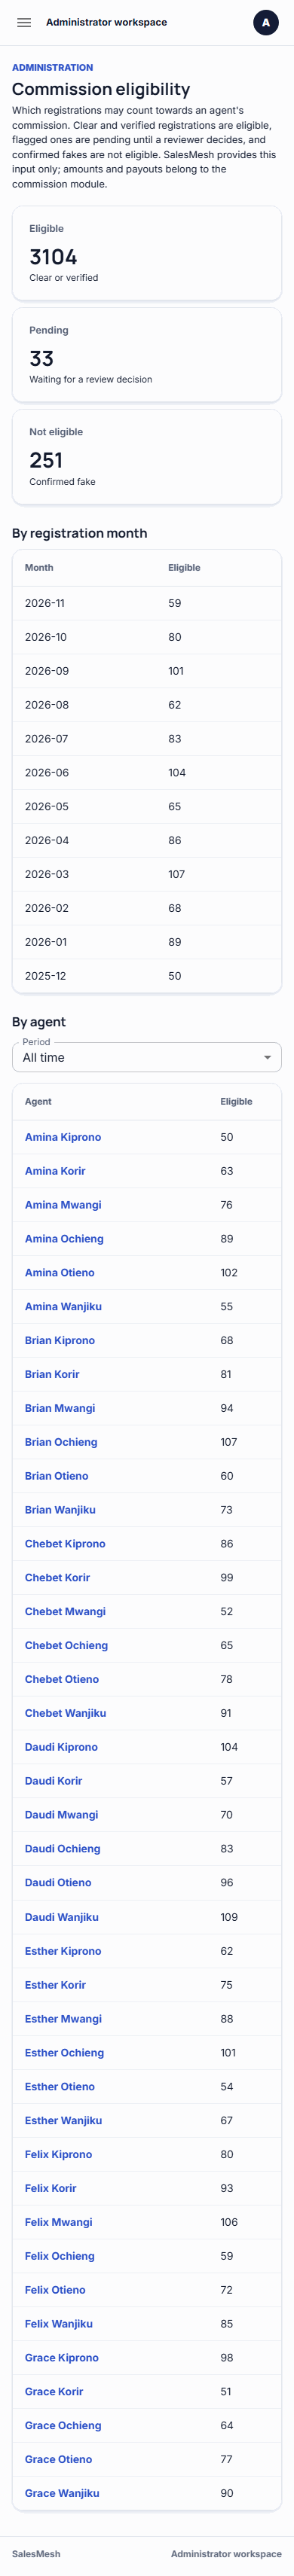 Administrator workspace
A
ADMINISTRATION
Commission eligibility
Which registrations may count towards an agent's
commission. Clear and verified registrations are eligible,
flagged ones are pending until a reviewer decides, and
confirmed fakes are not eligible. SalesMesh provides this
input only; amounts and payouts belong to the
commission module.
Eligible
3104
Clear or verified
Pending
33
Waiting for a review decision
Not eligible
251
Confirmed fake
By registration month
Month Eligible
2026-11 59
2026-10 80
2026-09 101
2026-08 62
2026-07 83
2026-06 104
2026-05 65
2026-04 86
2026-03 107
2026-02 68
2026-01 89
2025-12 50
By agent
Period
All time
Agent Eligible
Amina Kiprono 50
Amina Korir 63
Amina Mwangi 76
Amina Ochieng 89
Amina Otieno 102
Amina Wanjiku 55
Brian Kiprono 68
Brian Korir 81
Brian Mwangi 94
Brian Ochieng 107
Brian Otieno 60
Brian Wanjiku 73
Chebet Kiprono 86
Chebet Korir 99
Chebet Mwangi 52
Chebet Ochieng 65
Chebet Otieno 78
Chebet Wanjiku 91
Daudi Kiprono 104
Daudi Korir 57
Daudi Mwangi 70
Daudi Ochieng 83
Daudi Otieno 96
Daudi Wanjiku 109
Esther Kiprono 62
Esther Korir 75
Esther Mwangi 88
Esther Ochieng 101
Esther Otieno 54
Esther Wanjiku 67
Felix Kiprono 80
Felix Korir 93
Felix Mwangi 106
Felix Ochieng 59
Felix Otieno 72
Felix Wanjiku 85
Grace Kiprono 98
Grace Korir 51
Grace Ochieng 64
Grace Otieno 77
Grace Wanjiku 90
SalesMesh Administrator workspace